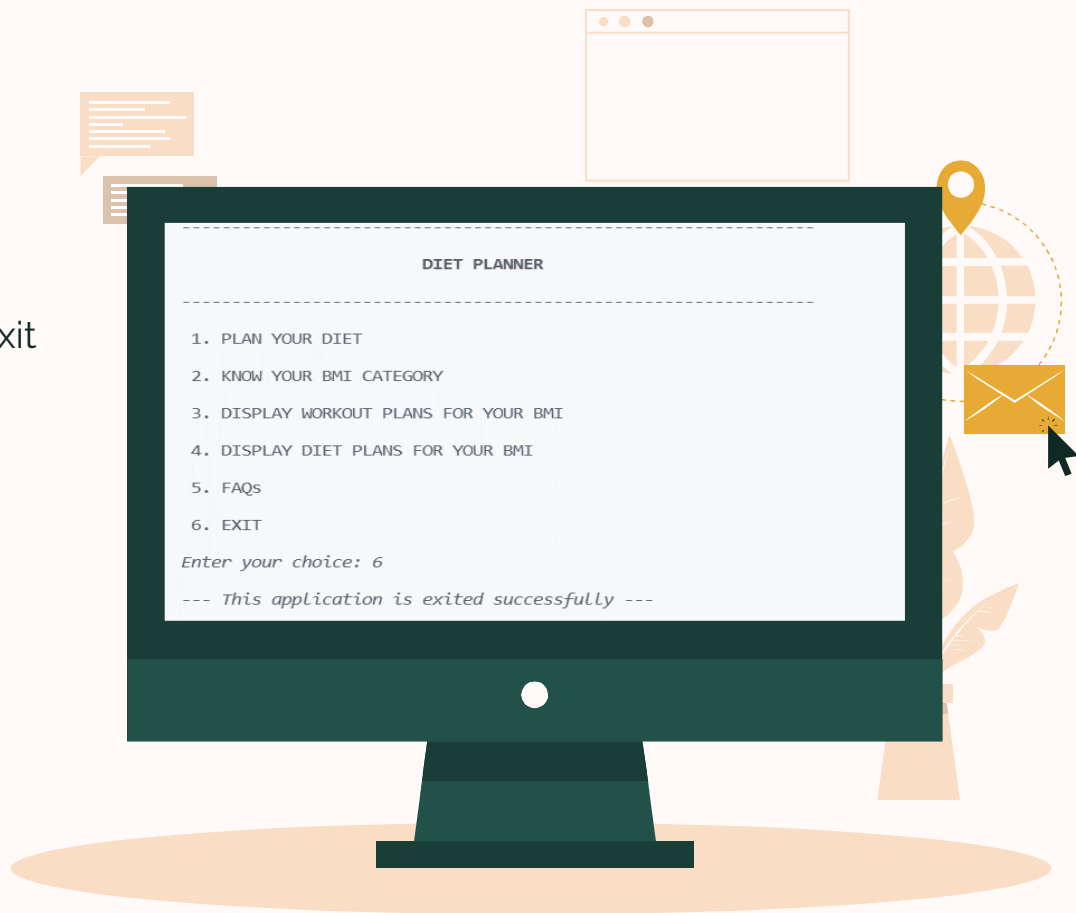 xit
---------------------------------------------------------------
DIET PLANNER
---------------------------------------------------------------
1. PLAN YOUR DIET
2. KNOW YOUR BMI CATEGORY
3. DISPLAY WORKOUT PLANS FOR YOUR BMI
4. DISPLAY DIET PLANS FOR YOUR BMI
5. FAQs
6. EXIT
Enter your choice: 6
--- This application is exited successfully ---